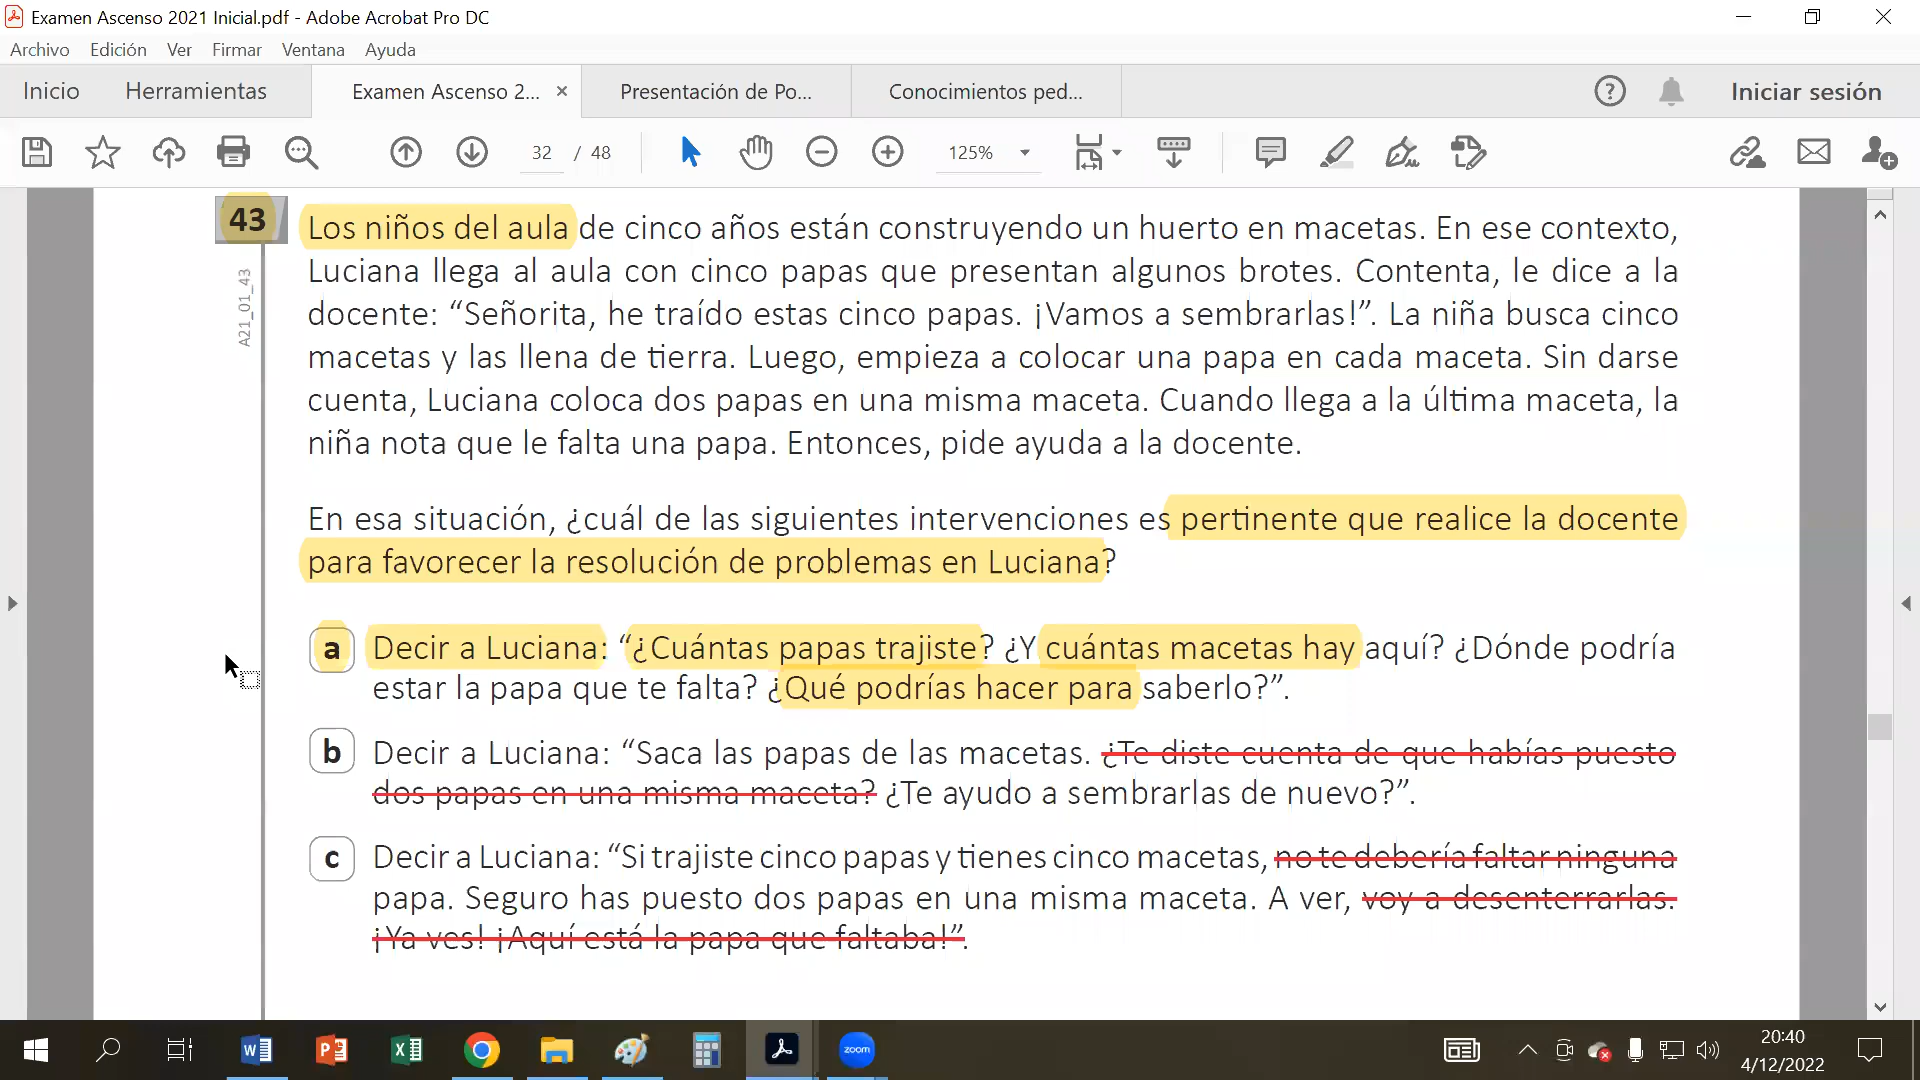 Examen Ascenso 2021 Inicial.pdf - Adobe Acrobat Pro DC
Archivo Edición Ver Firmar Ventana Ayuda
Inicio Herramientas Examen Ascenso 2... × Presentación de Po... Conocimientos ped... Iniciar sesión
32 / 48 125%
43 Los niños del aula de cinco años están construyendo un huerto en macetas. En ese contexto,
Luciana llega al aula con cinco papas que presentan algunos brotes. Contenta, le dice a la
docente: “Señorita, he traído estas cinco papas. ¡Vamos a sembrarlas!”. La niña busca cinco
macetas y las llena de tierra. Luego, empieza a colocar una papa en cada maceta. Sin darse
cuenta, Luciana coloca dos papas en una misma maceta. Cuando llega a la última maceta, la
niña nota que le falta una papa. Entonces, pide ayuda a la docente.
A21_01_43
En esa situación, ¿cuál de las siguientes intervenciones es pertinente que realice la docente
para favorecer la resolución de problemas en Luciana?
a Decir a Luciana: “¿Cuántas papas trajiste? ¿Y cuántas macetas hay aquí? ¿Dónde podría
estar la papa que te falta? ¿Qué podrías hacer para saberlo?”.
b Decir a Luciana: “Saca las papas de las macetas. ¿Te diste cuenta de que habías puesto
dos papas en una misma maceta? ¿Te ayudo a sembrarlas de nuevo?”.
c Decir a Luciana: “Si trajiste cinco papas y tienes cinco macetas, no te debería faltar ninguna
papa. Seguro has puesto dos papas en una misma maceta. A ver, voy a desenterrarlas.
¡Ya ves! ¡Aquí está la papa que faltaba!”.
zoom
20:40
4/12/2022